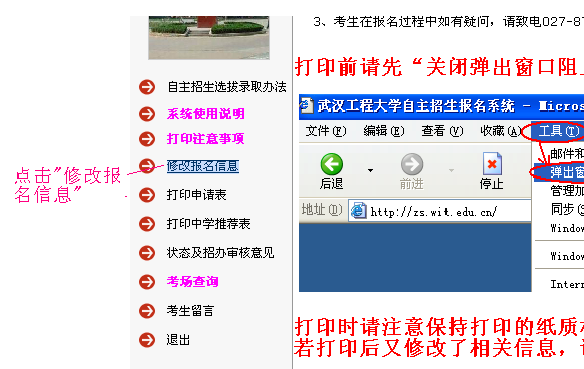 3、考生在报名过程中如有疑问，请致电027-8
打印前请先“关闭弹出窗口阻
自主招生选拔录取办法
系统使用说明
打印注意事项
修改报名信息
打印申请表
打印中学推荐表
状态及招办审核意见
考场查询
考生留言
退出
点击"修改报
名信息"
武汉工程大学自主招生报名系统 - Micros
文件(F) 编辑(E) 查看(V) 收藏(A) 工具(T)
后退 前进 停止
地址(D) http://zs.wit.edu.cn/
邮件和
弹出窗
管理加
同步(S
Window
Window
Intern
打印时请注意保持打印的纸质
若打印后又修改了相关信息，